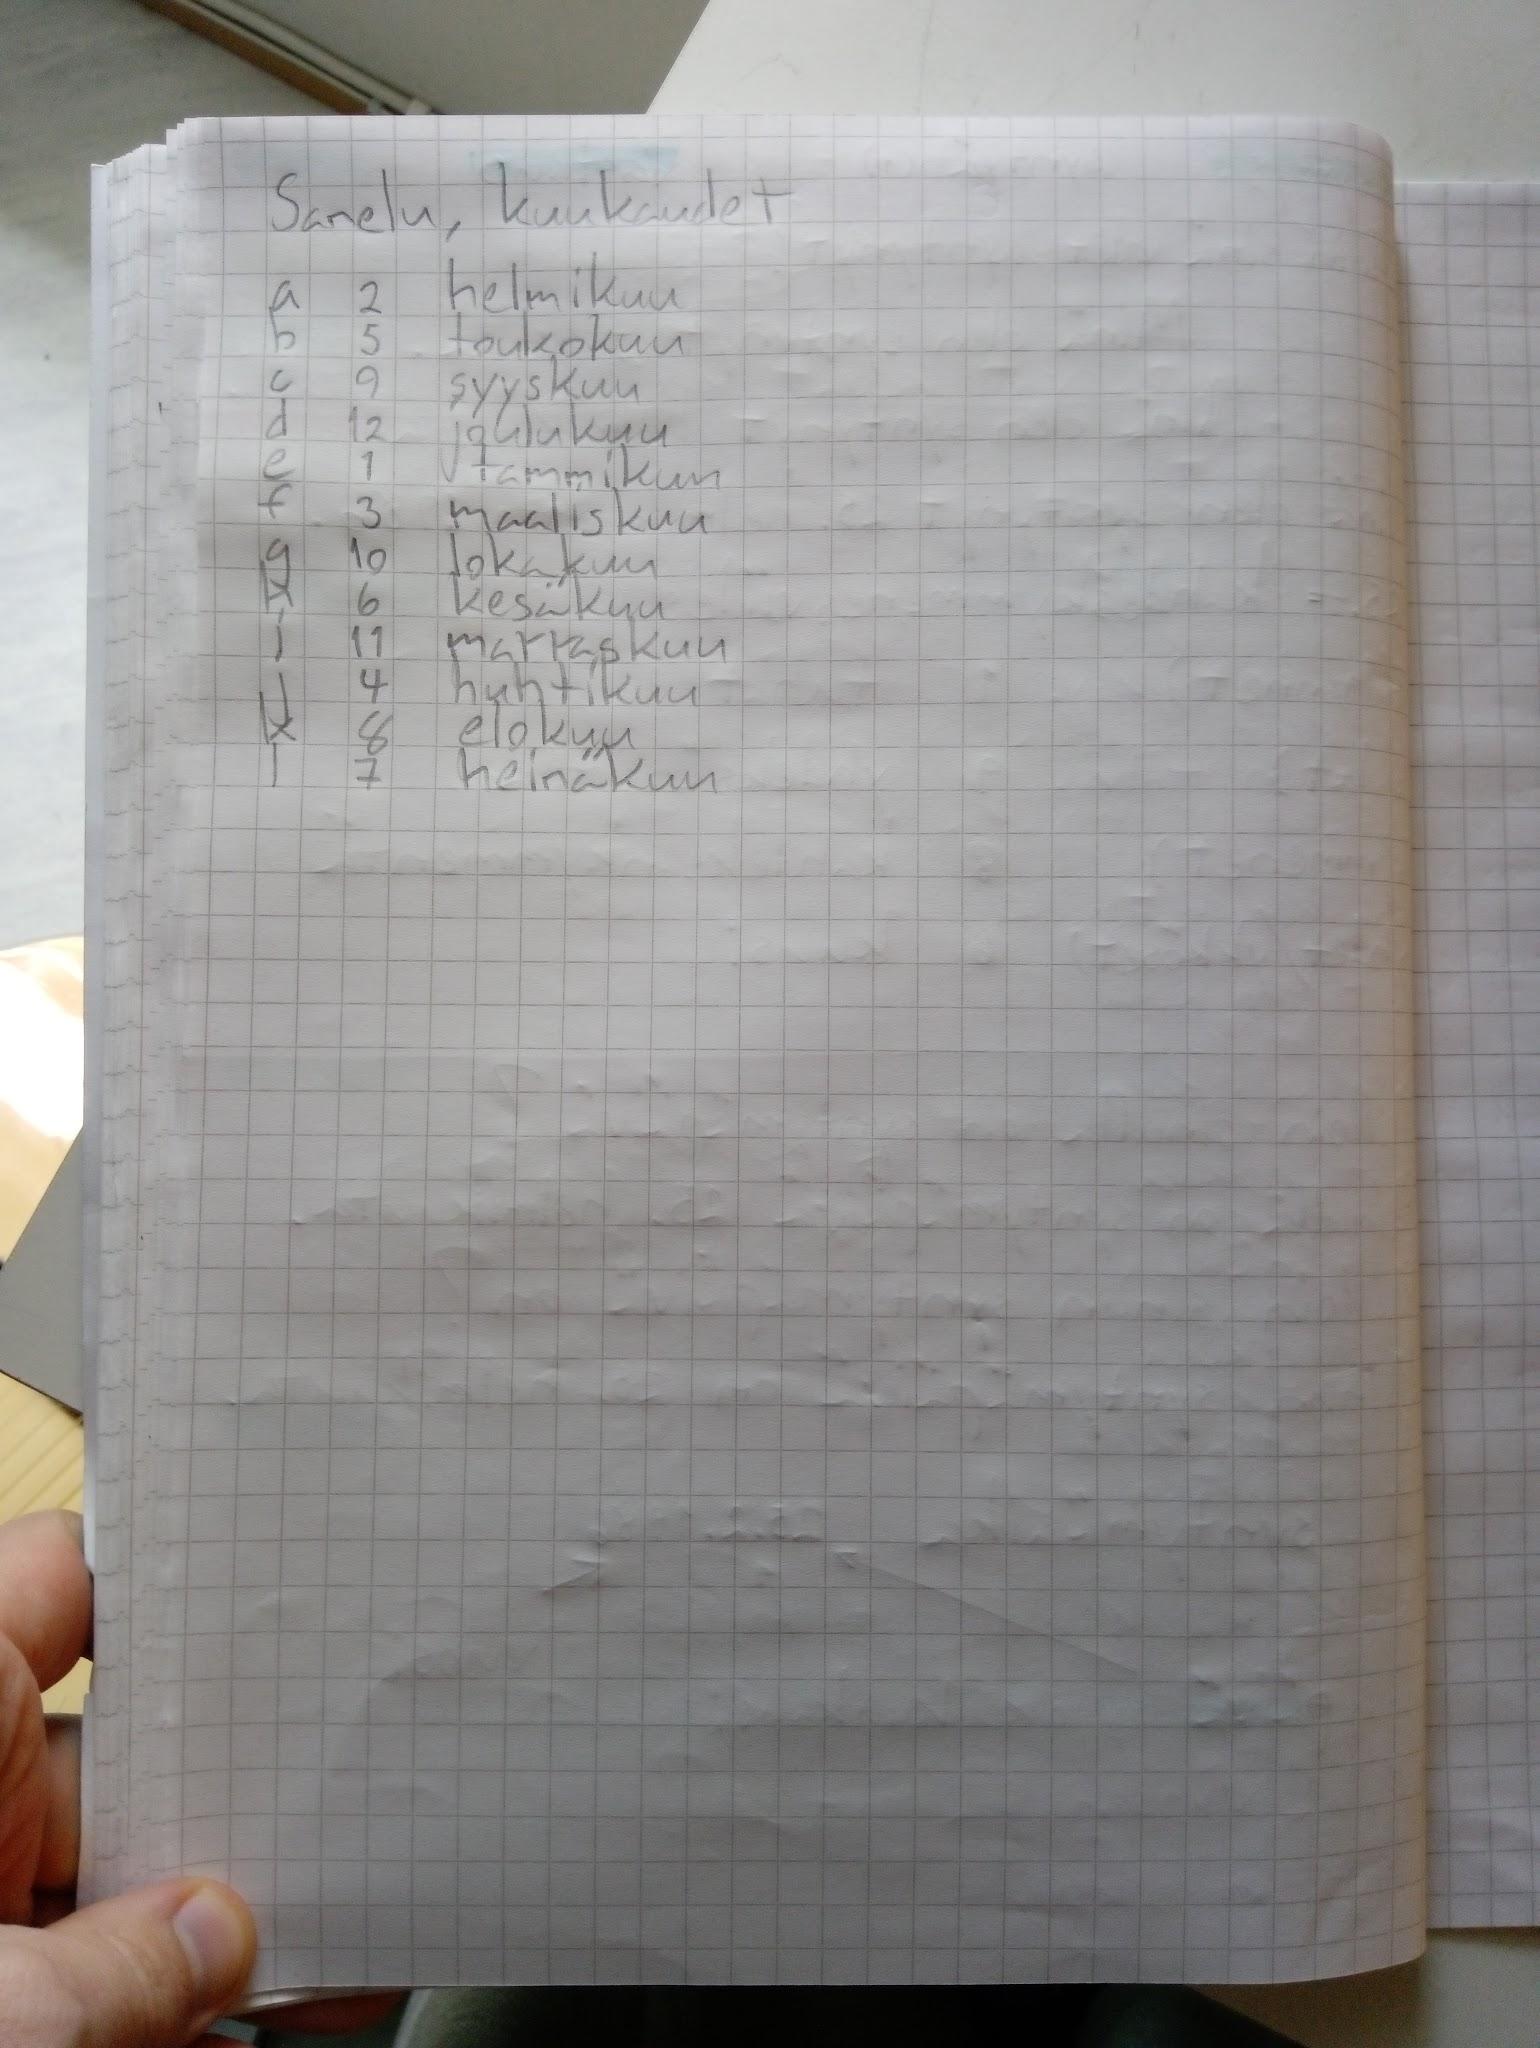 Sanelu, kuukaudet
a 2 helmikuu
b 5 toukokuu
c 9 syyskuu
d 12 joulukuu
e 1 tammikuu
f 3 maaliskuu
g 10 lokakuu
h 6 kesäkuu
i 11 marraskuu
j 4 huhtikuu
k 8 elokuu
l 7 heinäkuu